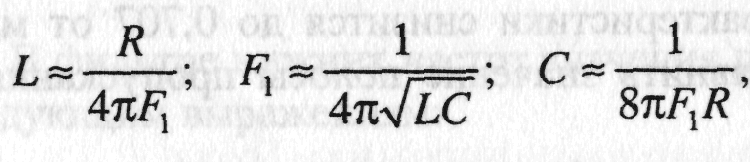 L ≈ R / 4πF₁; F₁ ≈ 1 / 4π√LC; C ≈ 1 / 8πF₁R,